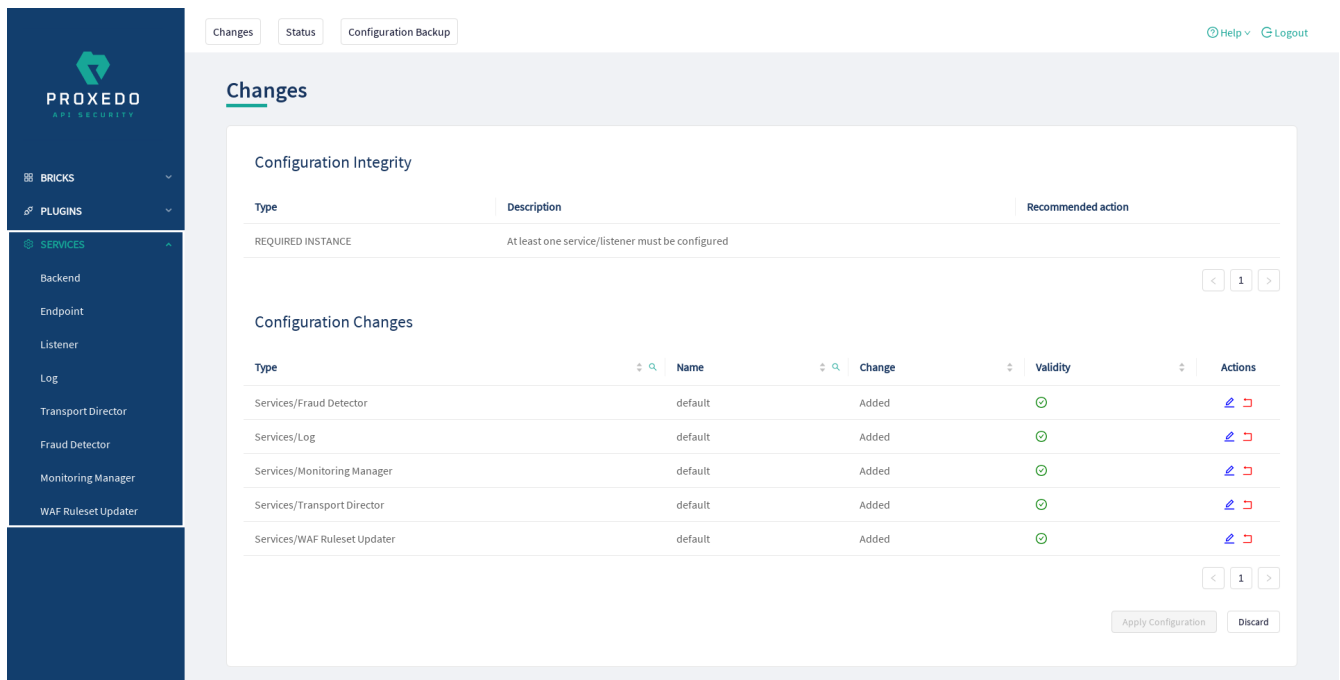 Changes Status Configuration Backup Help Logout
PROXEDO
API SECURITY
BRICKS
PLUGINS
SERVICES
Backend
Endpoint
Listener
Log
Transport Director
Fraud Detector
Monitoring Manager
WAF Ruleset Updater
Changes
Configuration Integrity
Type Description Recommended action
REQUIRED INSTANCE At least one service/listener must be configured
< 1 >
Configuration Changes
Type Name Change Validity Actions
Services/Fraud Detector default Added
Services/Log default Added
Services/Monitoring Manager default Added
Services/Transport Director default Added
Services/WAF Ruleset Updater default Added
< 1 >
Apply Configuration Discard